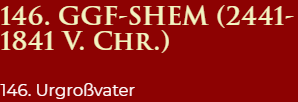 146. GGF-SHEM (2441-
1841 V. CHR.)
146. Urgroßvater